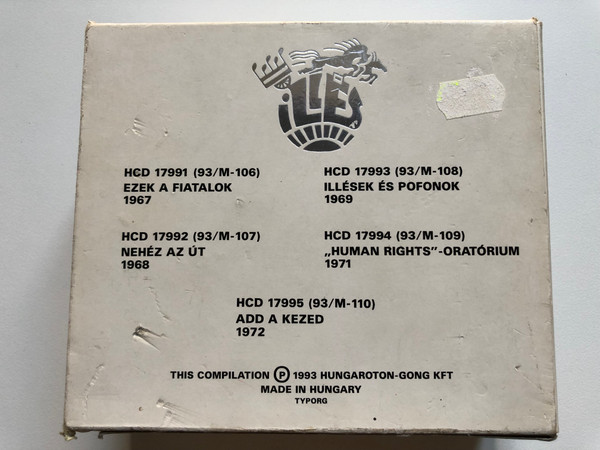 ILLÉS
HCD 17991 (93/M-106)
EZEK A FIATALOK
1967
HCD 17993 (93/M-108)
ILLÉSEK ÉS POFONOK
1969
HCD 17992 (93/M-107)
NEHÉZ AZ ÚT
1968
HCD 17994 (93/M-109)
„HUMAN RIGHTS”-ORATÓRIUM
1971
HCD 17995 (93/M-110)
ADD A KEZED
1972
THIS COMPILATION Ⓟ 1993 HUNGAROTON-GONG KFT
MADE IN HUNGARY
TYPORG